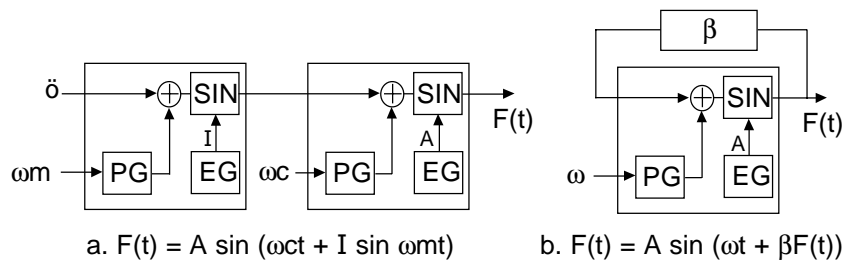 β
ö
SIN
SIN
F(t)
SIN
F(t)
I
A
A
ωm
PG
EG
ωc
PG
EG
ω
PG
EG
a. F(t) = A sin (ωct + I sin ωmt)
b. F(t) = A sin (ωt + βF(t))